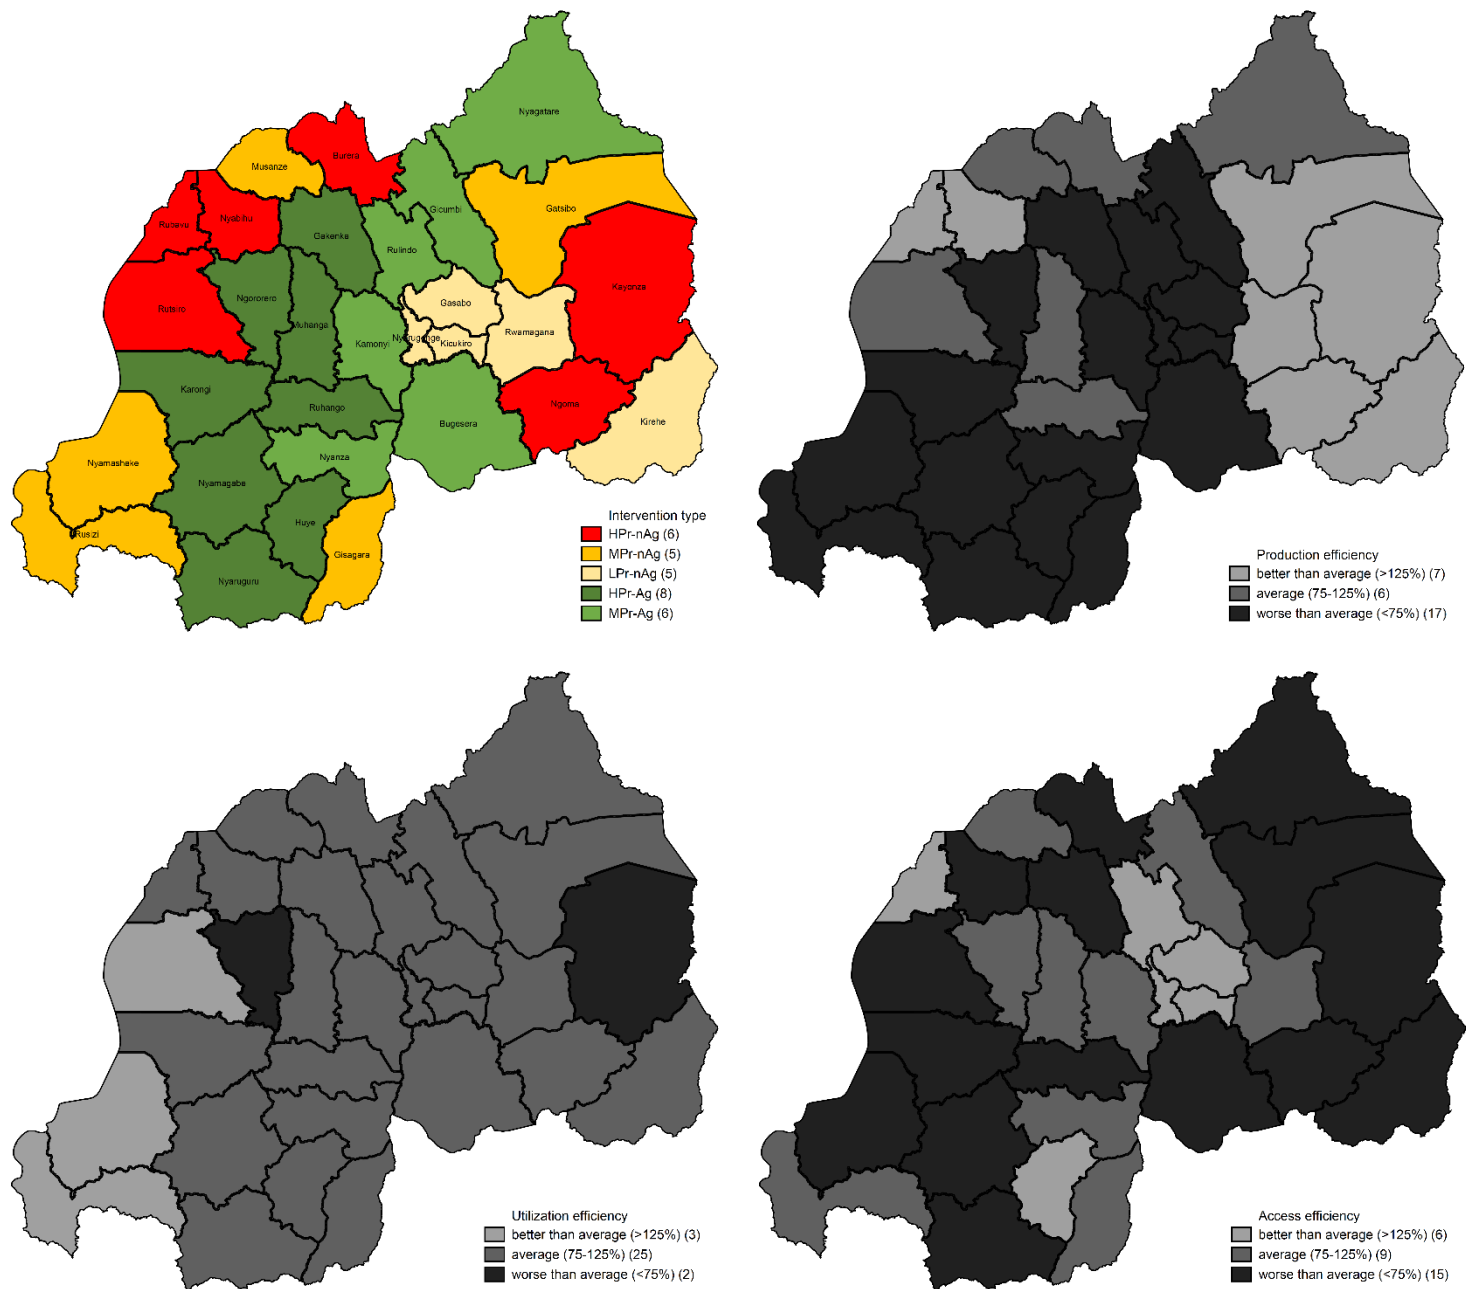 Nyagatare
Burera
Musanze
Gicumbi
Gatsibo
Rubavu
Nyabihu
Gakenke
Rulindo
Kayonza
Rutsiro
Ngororero
Gasabo
Muhanga
Rwamagana
Kamonyi
Nyarugenge
Kicukiro
Karongi
Ruhango
Ngoma
Bugesera
Kirehe
Nyamasheke
Nyanza
Nyamagabe
Huye
Rusizi
Gisagara
Nyaruguru
Intervention type
HPr-nAg (6)
MPr-nAg (5)
LPr-nAg (5)
HPr-Ag (8)
MPr-Ag (6)
Production efficiency
better than average (>125%) (7)
average (75-125%) (6)
worse than average (<75%) (17)
Utilization efficiency
better than average (>125%) (3)
average (75-125%) (25)
worse than average (<75%) (2)
Access efficiency
better than average (>125%) (6)
average (75-125%) (9)
worse than average (<75%) (15)